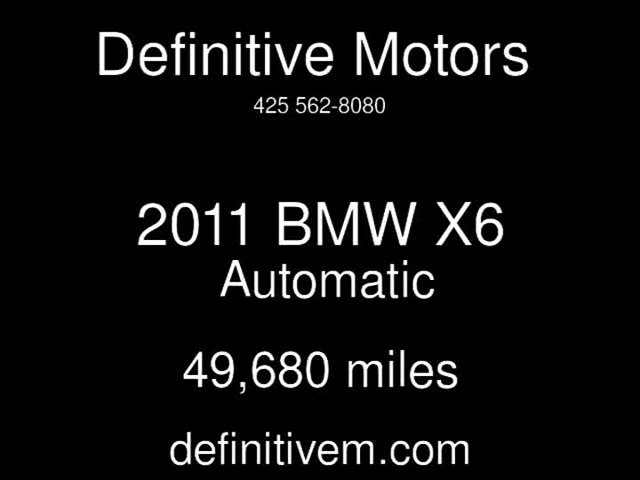 Definitive Motors
425 562-8080
2011 BMW X6
Automatic
49,680 miles
definitivem.com